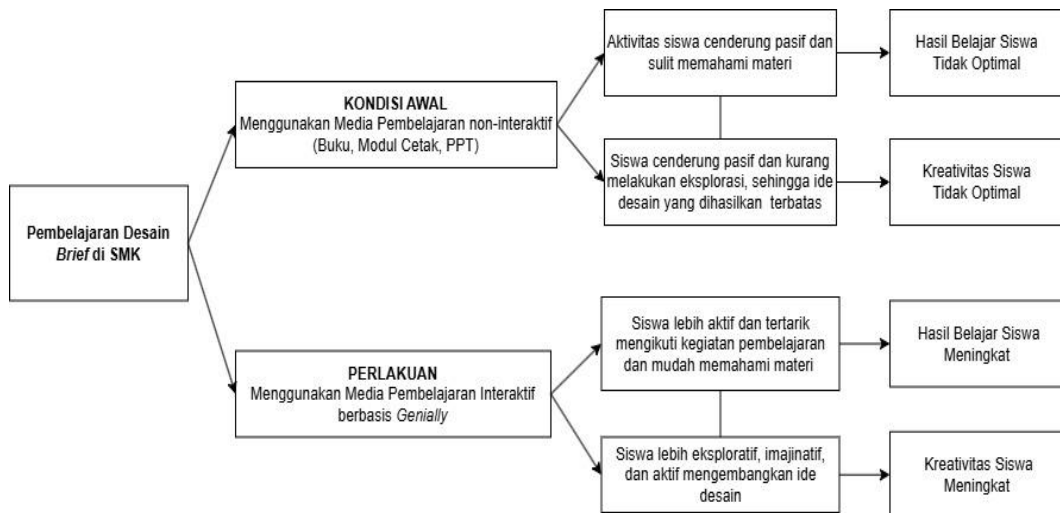 Pembelajaran Desain
Brief di SMK
KONDISI AWAL
Menggunakan Media Pembelajaran non-interaktif
(Buku, Modul Cetak, PPT)
Aktivitas siswa cenderung pasif dan
sulit memahami materi
Hasil Belajar Siswa
Tidak Optimal
Siswa cenderung pasif dan kurang
melakukan eksplorasi, sehingga ide
desain yang dihasilkan terbatas
Kreativitas Siswa
Tidak Optimal
PERLAKUAN
Menggunakan Media Pembelajaran Interaktif
berbasis Genially
Siswa lebih aktif dan tertarik
mengikuti kegiatan pembelajaran
dan mudah memahami materi
Hasil Belajar Siswa
Meningkat
Siswa lebih eksploratif, imajinatif,
dan aktif mengembangkan ide
desain
Kreativitas Siswa
Meningkat